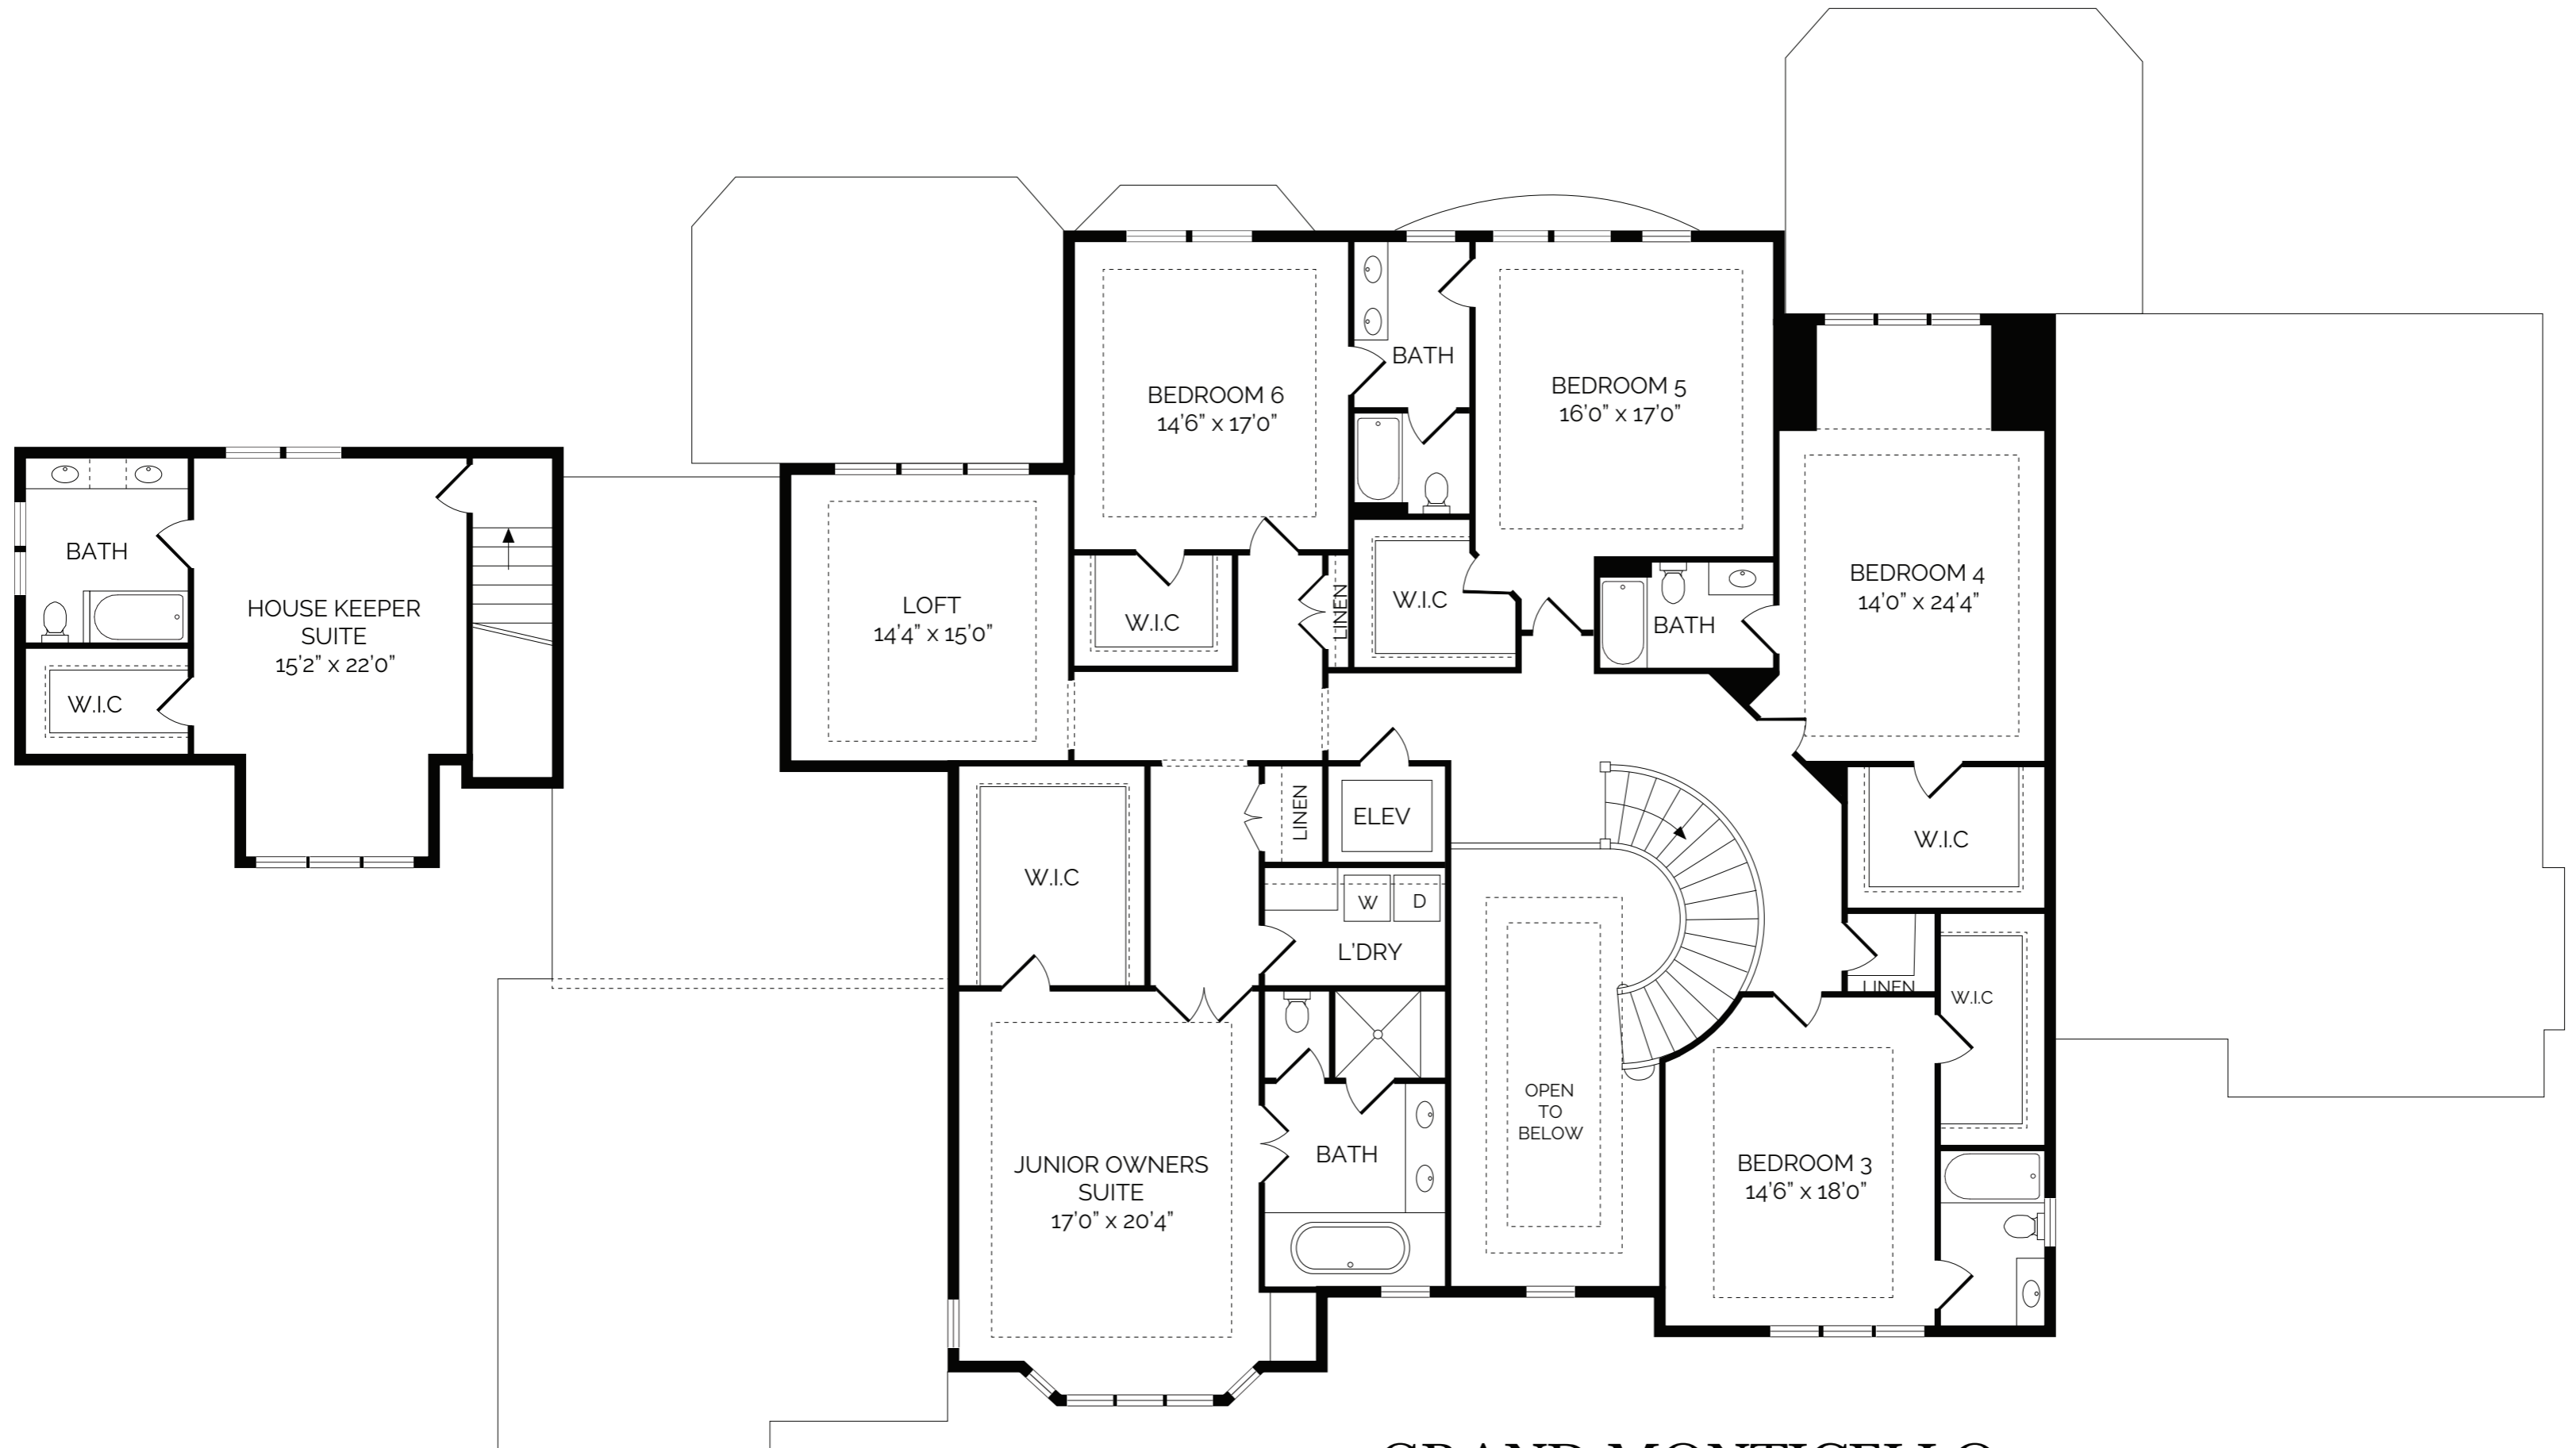 BEDROOM 6
14'6" x 17'0"
BATH
BEDROOM 5
16'0" x 17'0"
BATH
HOUSE KEEPER
SUITE
15'2" x 22'0"
W.I.C
LOFT
14'4" x 15'0"
W.I.C
LINEN
W.I.C
BATH
BEDROOM 4
14'0" x 24'4"
W.I.C
LINEN
ELEV
W.I.C
W
D
L'DRY
LINEN
W.I.C
OPEN
TO
BELOW
JUNIOR OWNERS
SUITE
17'0" x 20'4"
BATH
BEDROOM 3
14'6" x 18'0"
GRAND MONTICELLO